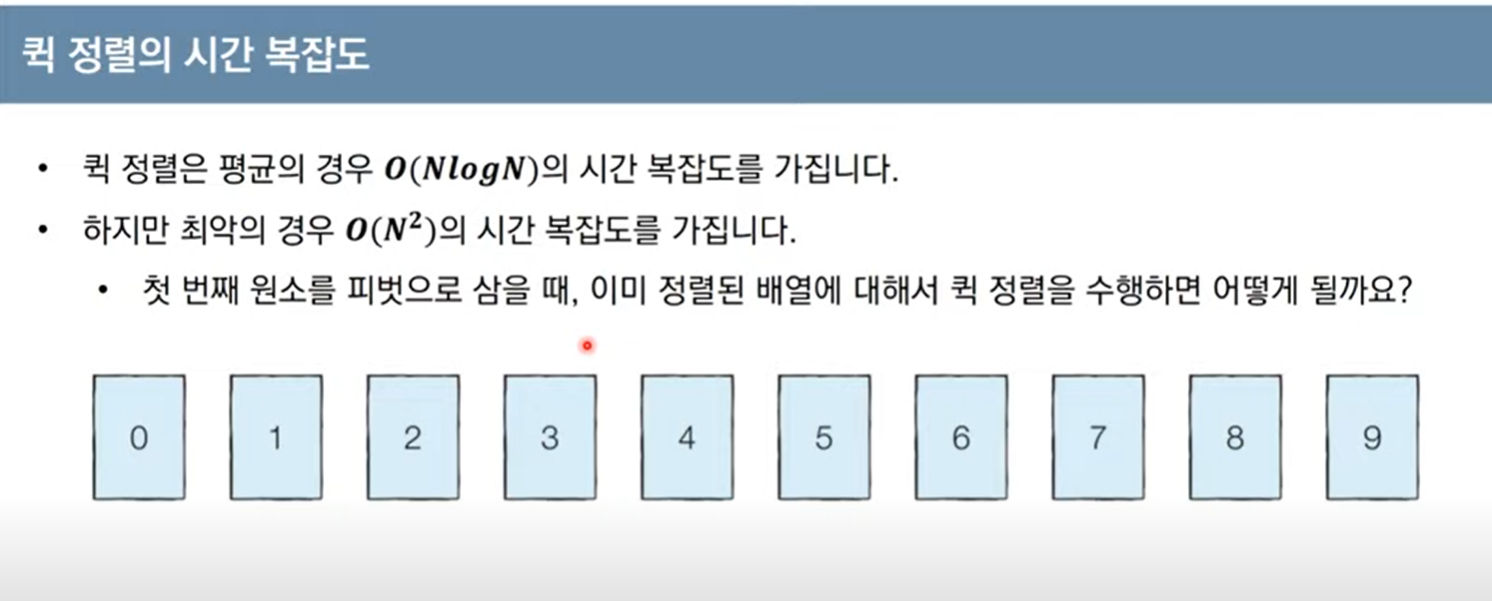 퀵 정렬의 시간 복잡도
• 퀵 정렬은 평균의 경우 O(NlogN)의 시간 복잡도를 가집니다.
• 하지만 최악의 경우 O(N²)의 시간 복잡도를 가집니다.
• 첫 번째 원소를 피벗으로 삼을 때, 이미 정렬된 배열에 대해서 퀵 정렬을 수행하면 어떻게 될까요?
0 1 2 3 4 5 6 7 8 9